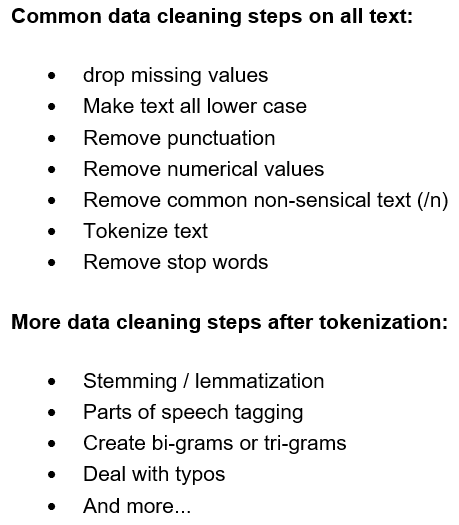 Common data cleaning steps on all text:
• drop missing values
• Make text all lower case
• Remove punctuation
• Remove numerical values
• Remove common non-sensical text (/n)
• Tokenize text
• Remove stop words
More data cleaning steps after tokenization:
• Stemming / lemmatization
• Parts of speech tagging
• Create bi-grams or tri-grams
• Deal with typos
• And more...